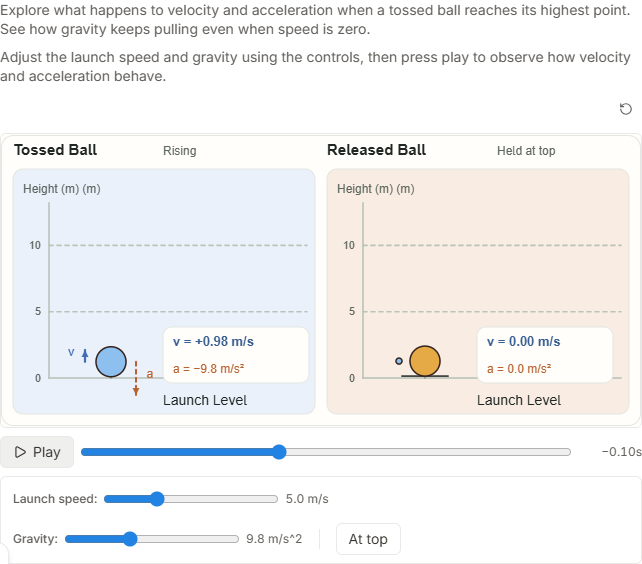 Explore what happens to velocity and acceleration when a tossed ball reaches its highest point.
See how gravity keeps pulling even when speed is zero.
Adjust the launch speed and gravity using the controls, then press play to observe how velocity
and acceleration behave.
Tossed Ball Rising
Released Ball Held at top
Height (m) (m)
10
5
0
v
a
v = +0.98 m/s
a = −9.8 m/s²
Launch Level
Height (m) (m)
10
5
0
v = 0.00 m/s
a = 0.0 m/s²
Launch Level
Play −0.10s
Launch speed: 5.0 m/s
Gravity: 9.8 m/s^2 At top